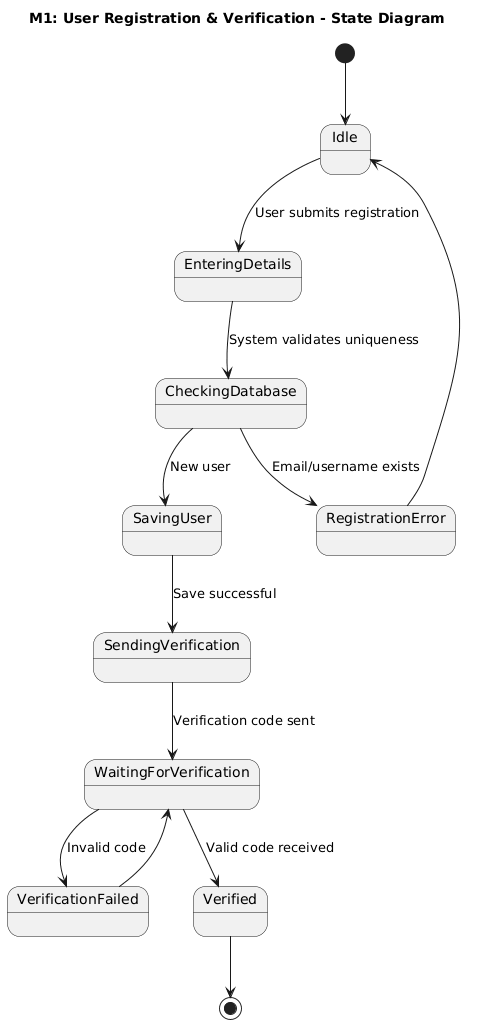 M1: User Registration & Verification - State Diagram
Idle
User submits registration
EnteringDetails
System validates uniqueness
CheckingDatabase
New user
Email/username exists
SavingUser
RegistrationError
Save successful
SendingVerification
Verification code sent
WaitingForVerification
Invalid code
Valid code received
VerificationFailed
Verified